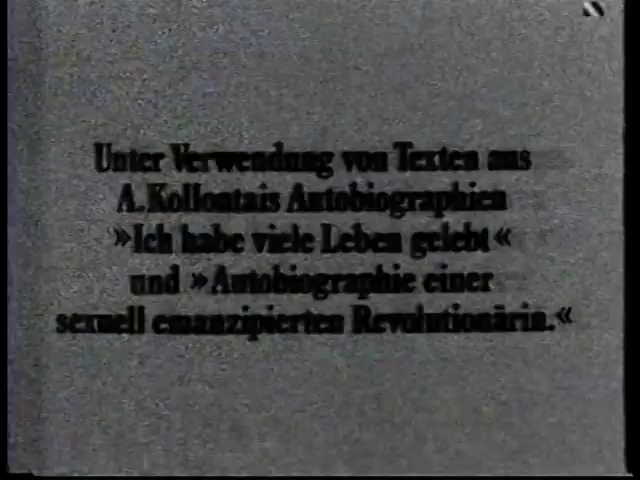 Unter Verwendung von Texten aus
A. Kollontais Autobiographien
»Ich habe viele Leben gelebt«
und »Autobiographie einer
sexuell emanzipierten Revolutionärin.«